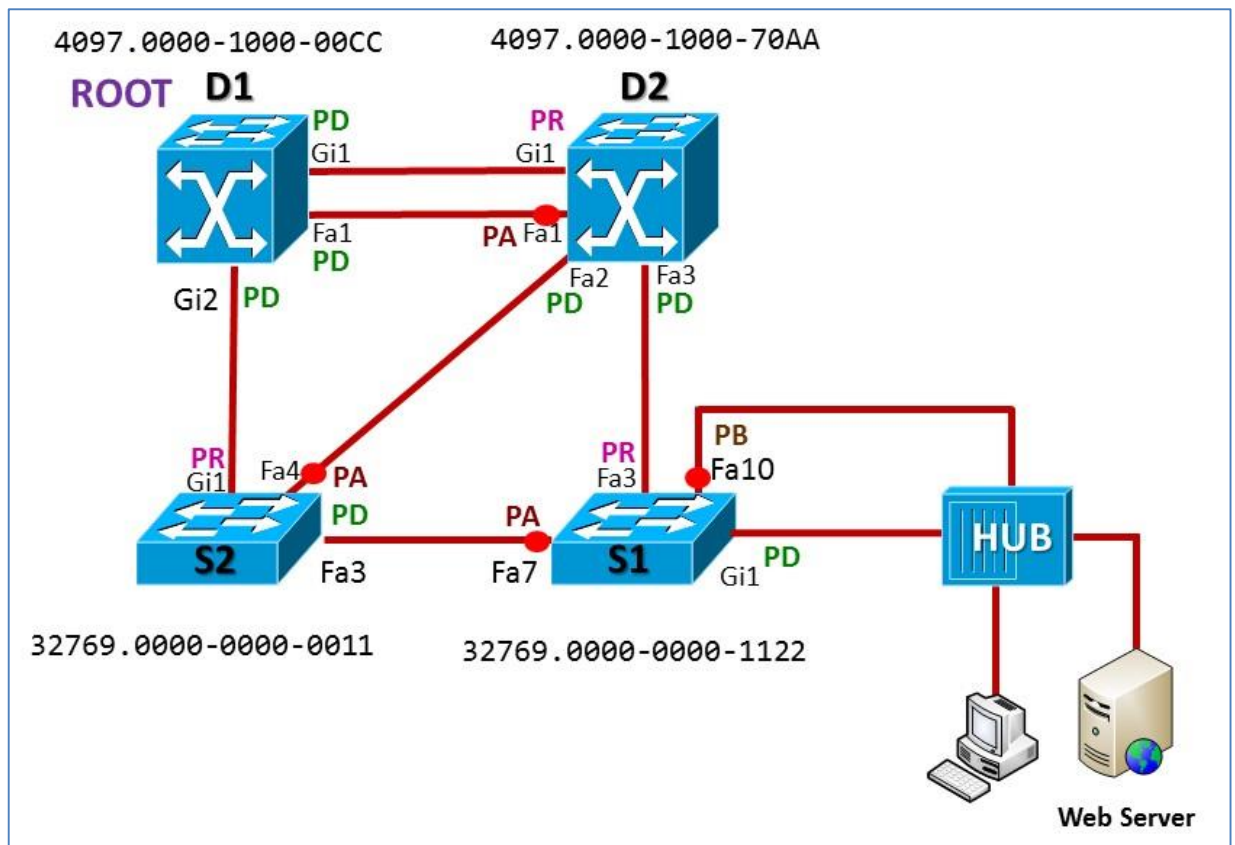 4097.0000-1000-00CC
4097.0000-1000-70AA
ROOT
D1
D2
PD
PR
Gi1
Gi1
Fa1
PA
Fa1
PD
Gi2
PD
Fa2
PD
Fa3
PD
PR
Gi1
Fa4
PA
PR
Fa3
PB
Fa10
PD
PA
S2
Fa3
Fa7
S1
Gi1
PD
HUB
32769.0000-0000-0011
32769.0000-0000-1122
Web Server